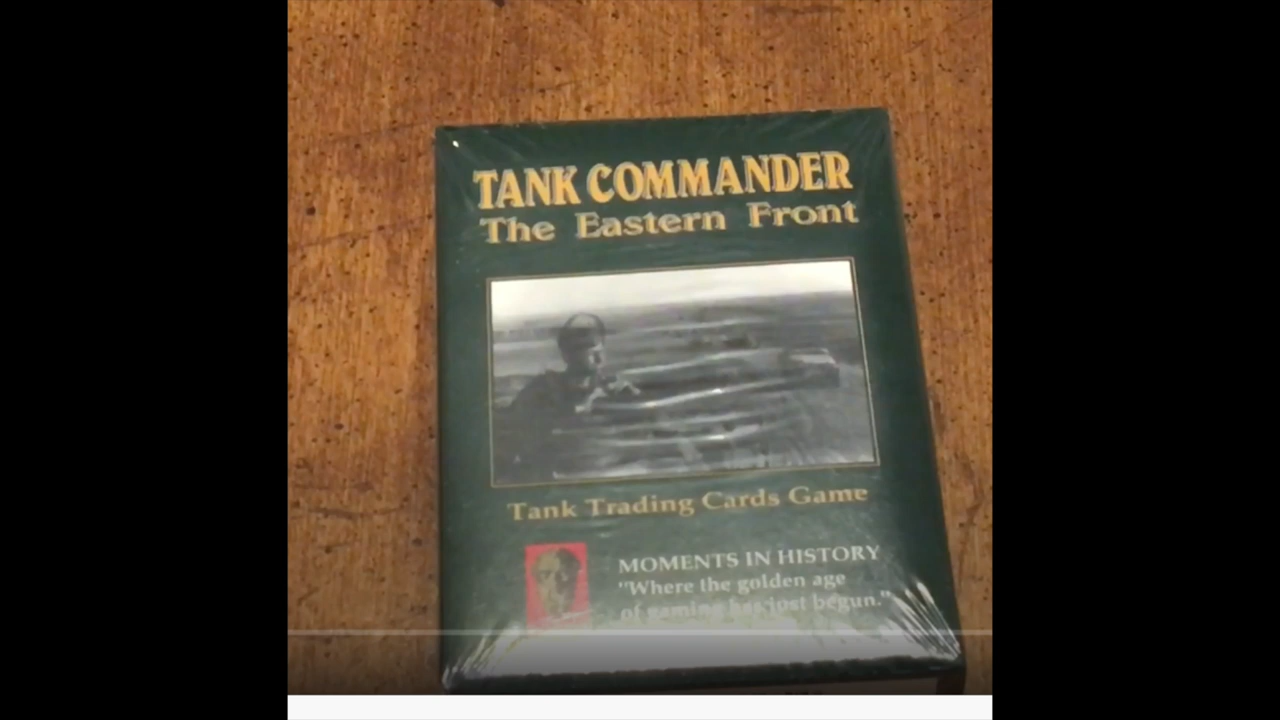 TANK COMMANDER
The Eastern Front
Tank Trading Cards Game
MOMENTS IN HISTORY
"Where the golden age
of gaming has just begun."